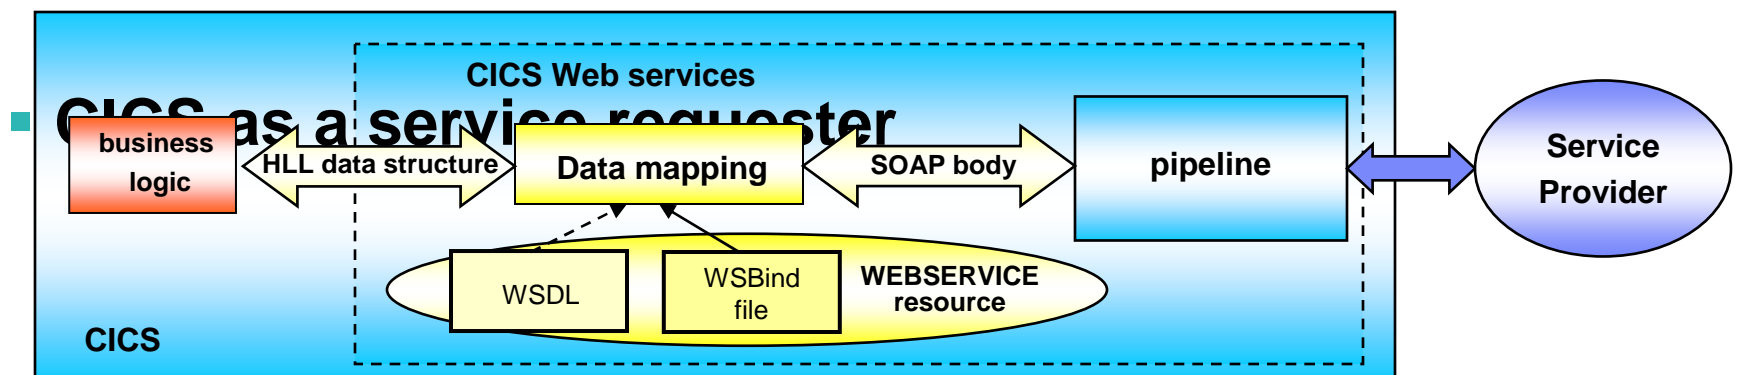 CICS Web services
CICS as a service requester
business
logic
HLL data structure
Data mapping
SOAP body
pipeline
Service
Provider
WSDL
WSBind
file
WEBSERVICE
resource
CICS